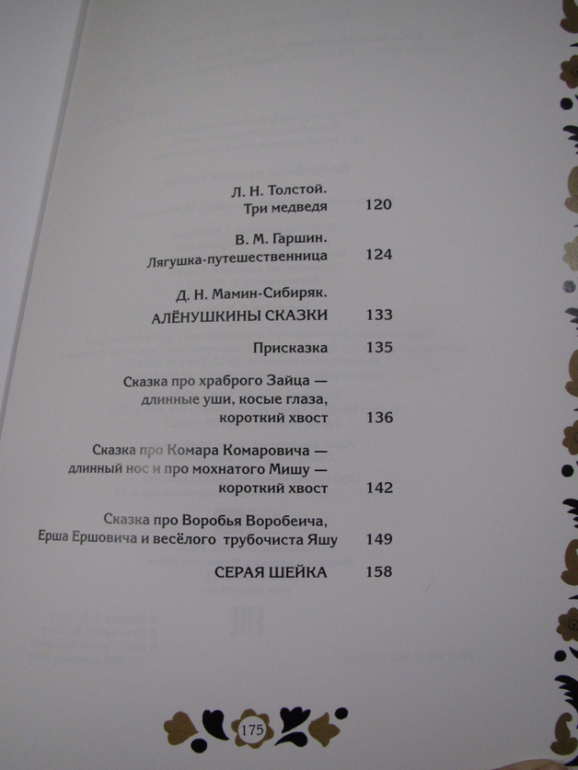 Л. Н. Толстой.
Три медведя 120
В. М. Гаршин.
Лягушка-путешественница 124
Д. Н. Мамин-Сибиряк.
АЛЁНУШКИНЫ СКАЗКИ 133
Присказка 135
Сказка про храброго Зайца —
длинные уши, косые глаза,
короткий хвост 136
Сказка про Комара Комаровича —
длинный нос и про мохнатого Мишу —
короткий хвост 142
Сказка про Воробья Воробеича,
Ерша Ершовича и весёлого трубочиста Яшу 149
СЕРАЯ ШЕЙКА 158
175